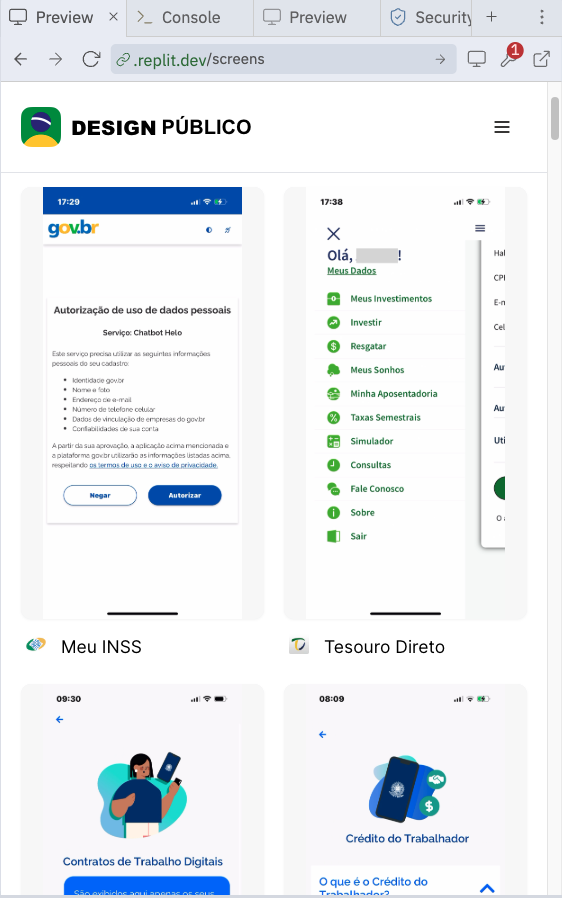 Preview
Console
Preview
Security
.replit.dev/screens
1
DESIGN PÚBLICO
17:29
gov.br
Autorização de uso de dados pessoais
Serviço: Chatbot Helo
Este serviço precisa utilizar as seguintes informações
pessoais do seu cadastro:
Identidade gov.br
Nome e foto
Endereço de e-mail
Número de telefone celular
Dados de vinculação de empresas do gov.br
Confiabilidades de sua conta
A partir da sua aprovação, a aplicação acima mencionada e
a plataforma gov.br utilizarão as informações listadas acima,
respeitando os termos de uso e o aviso de privacidade.
Negar
Autorizar
Meu INSS
17:38
Olá, !
Meus Dados
Meus Investimentos
Investir
Resgatar
Meus Sonhos
Minha Aposentadoria
Taxas Semestrais
Simulador
Consultas
Fale Conosco
Sobre
Sair
Hal
CPF
E-n
Cel
Au
Au
Uti
O a
Tesouro Direto
09:30
Contratos de Trabalho Digitais
São exibidos aqui apenas os seus
08:09
Crédito do Trabalhador
O que é o Crédito do
Trabalhador?